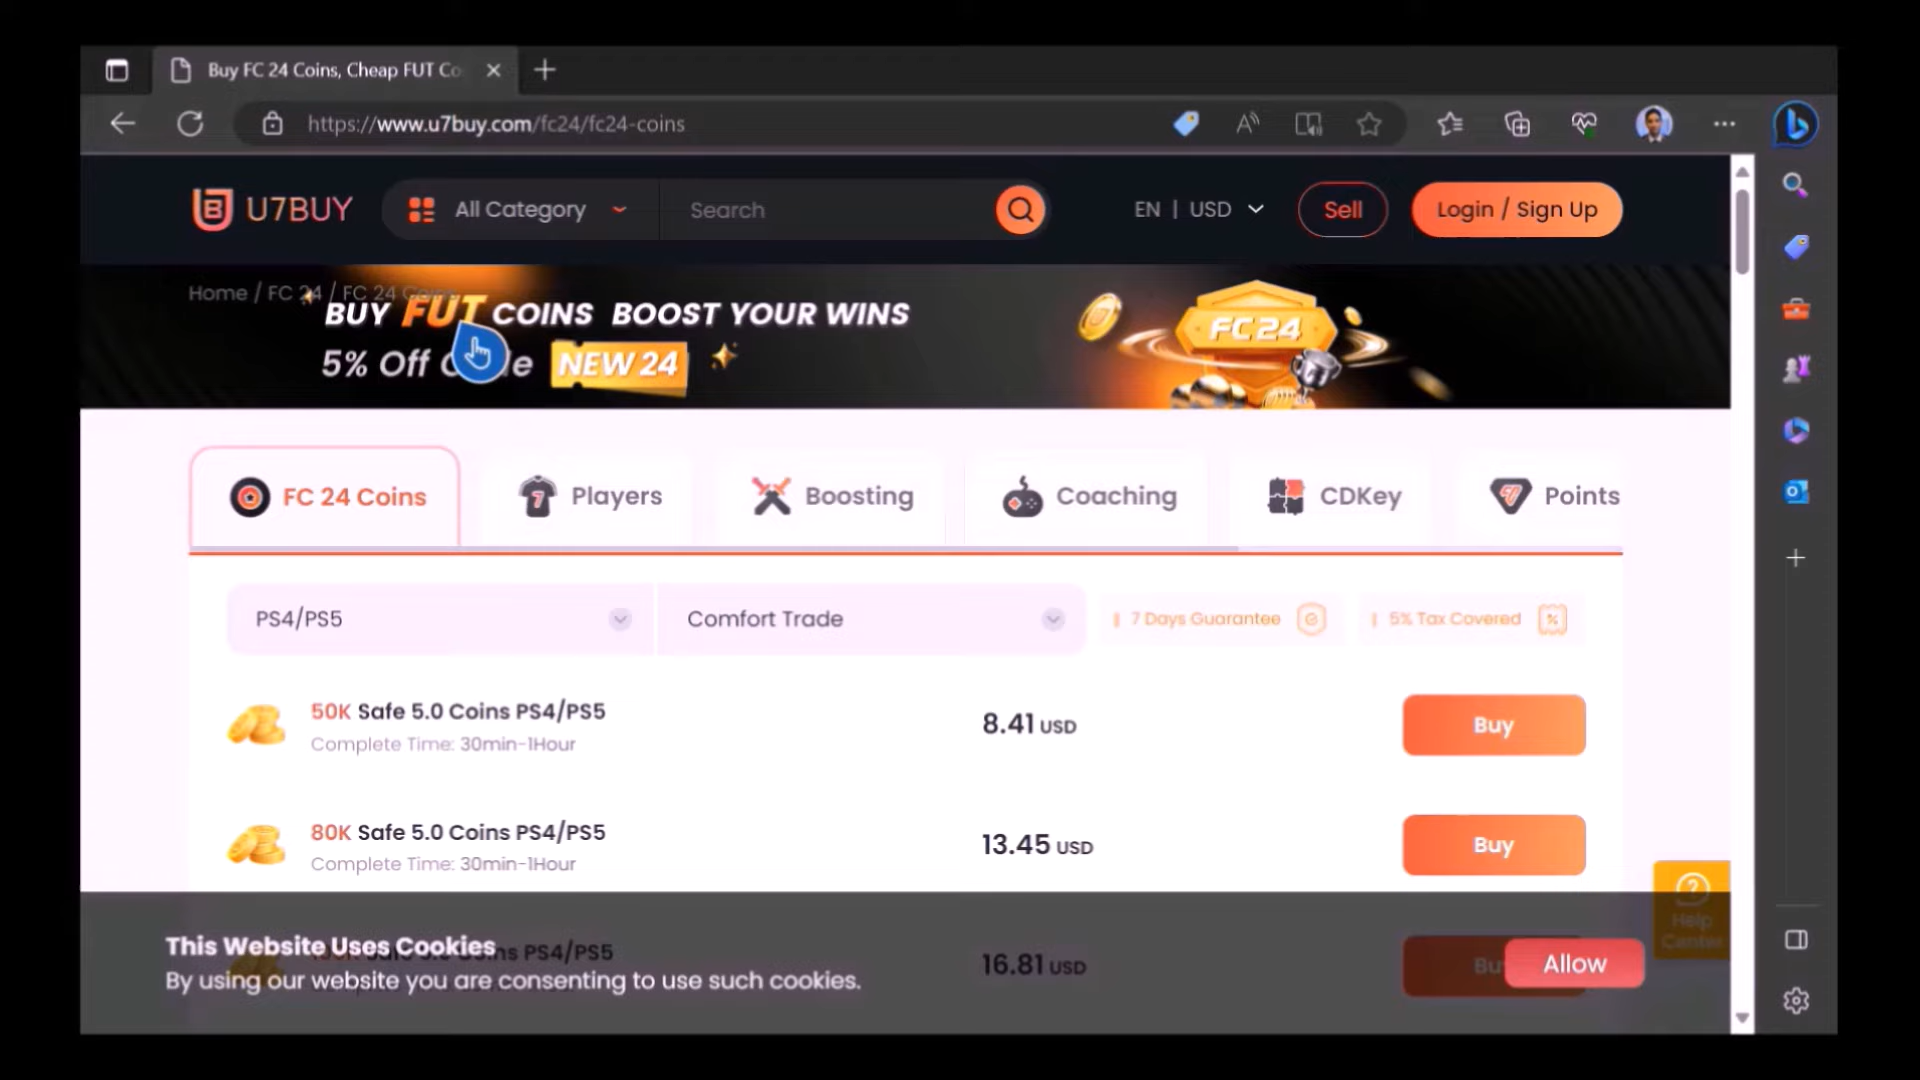 Buy FC 24 Coins, Cheap FUT Co
https://www.u7buy.com/fc24/fc24-coins
U7BUY
All Category
Search
EN | USD
Sell
Login / Sign Up
Home / FC 24 / FC 24 Coins
BUY FUT COINS BOOST YOUR WINS
5% Off
NEW 24
FC24
FC 24 Coins
Players
Boosting
Coaching
CDKey
Points
PS4/PS5
Comfort Trade
7 Days Guarantee
5% Tax Covered
50K Safe 5.0 Coins PS4/PS5
Complete Time: 30min-1Hour
8.41 USD
Buy
80K Safe 5.0 Coins PS4/PS5
Complete Time: 30min-1Hour
13.45 USD
Buy
Help
Center
This Website Uses Cookies
PS4/PS5
16.81 USD
Allow
By using our website you are consenting to use such cookies.